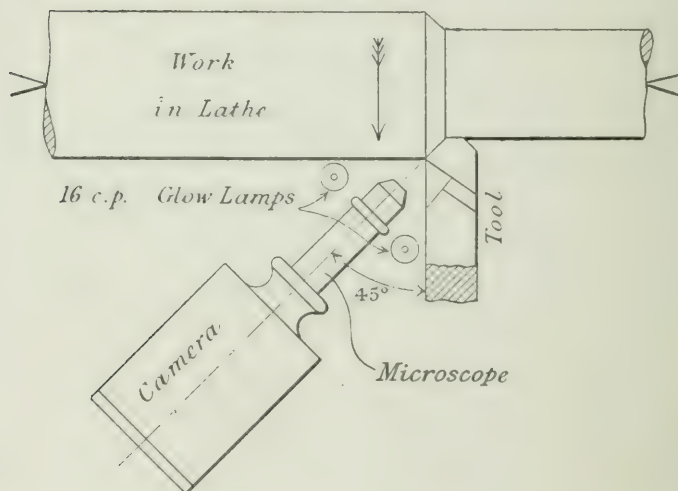 Work
in Lathe
16 c.p. Glow Lamps
Tool
45°
Camera
Microscope